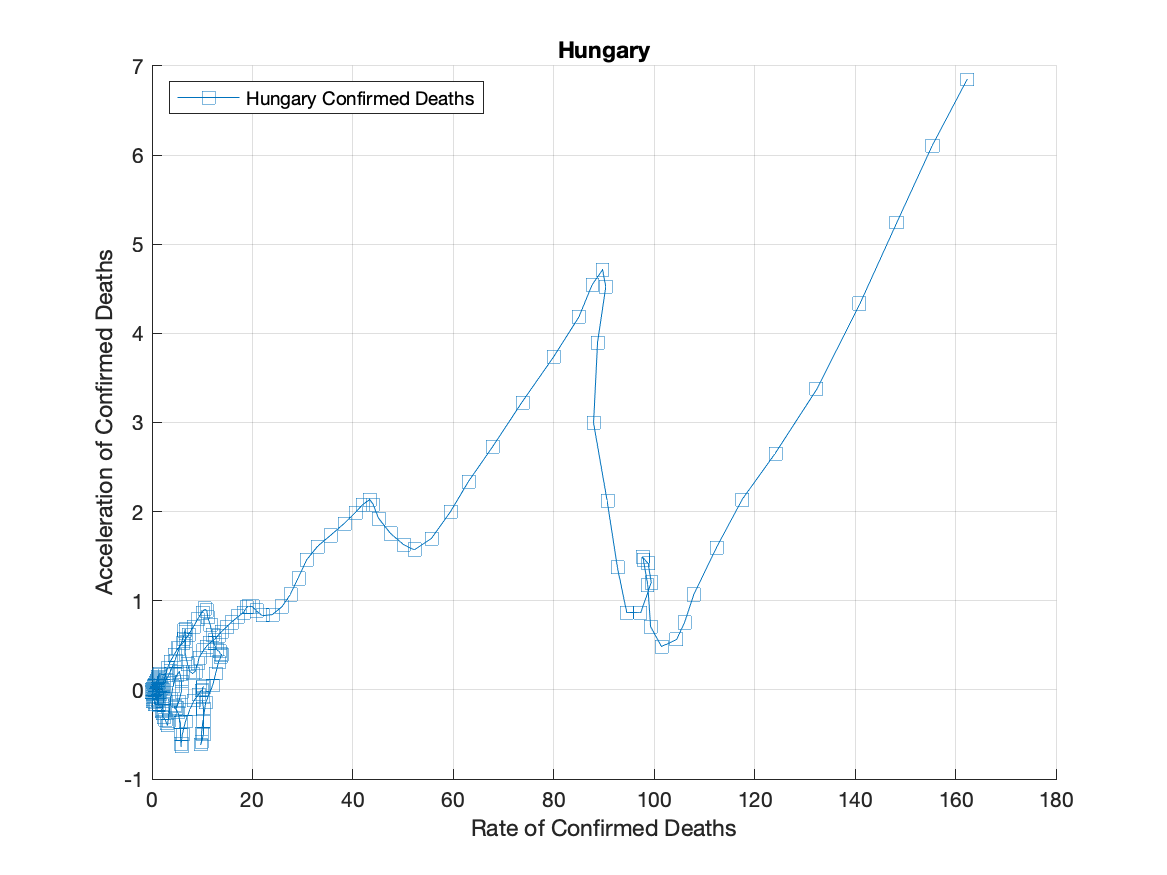 Hungary
Hungary Confirmed Deaths
Acceleration of Confirmed Deaths
7
6
5
4
3
2
1
0
-1
0 20 40 60 80 100 120 140 160 180
Rate of Confirmed Deaths